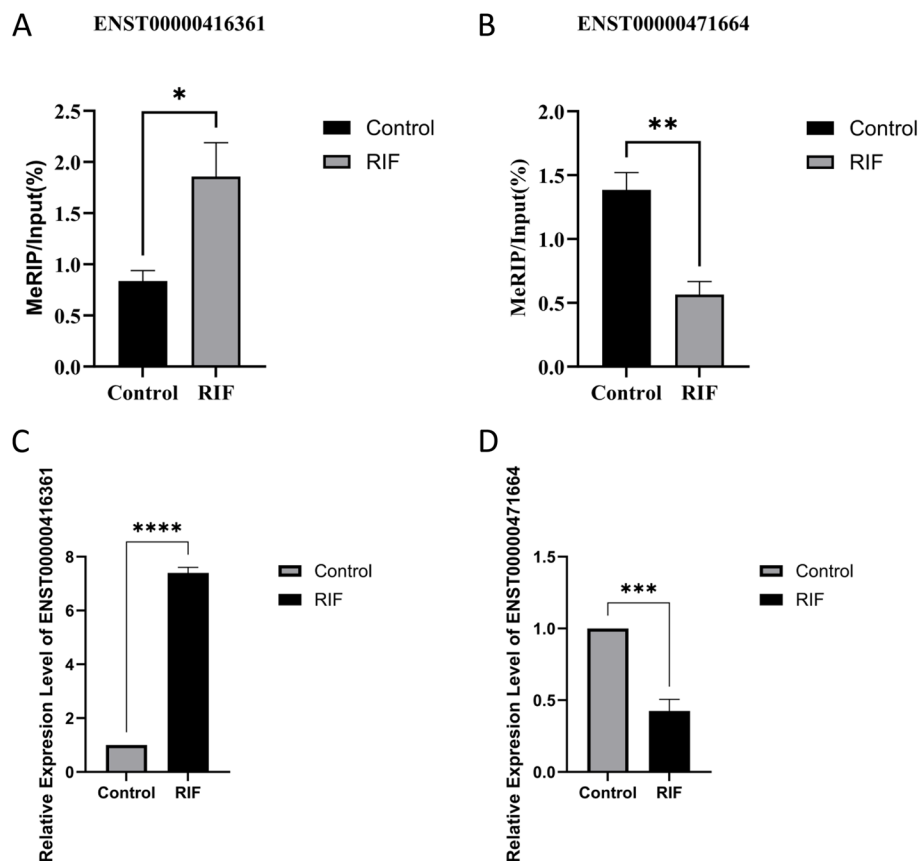 A
ENST00000416361
MeRIP/Input(%)
2.5
2.0
1.5
1.0
0.5
0.0
*
Control
RIF
Control
RIF
B
ENST00000471664
MeRIP/Input(%)
2.0
1.5
1.0
0.5
0.0
**
Control
RIF
Control
RIF
C
Relative Expresion Level of ENST00000416361
8
6
4
2
0
****
Control
RIF
Control
RIF
D
Relative Expresion Level of ENST00000471664
1.5
1.0
0.5
0.0
***
Control
RIF
Control
RIF